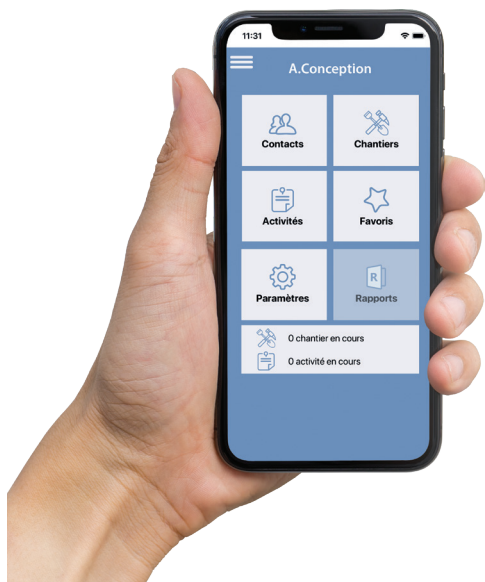 11:31
A.Conception
Contacts
Chantiers
Activités
Favoris
Paramètres
R
Rapports
0 chantier en cours
0 activité en cours